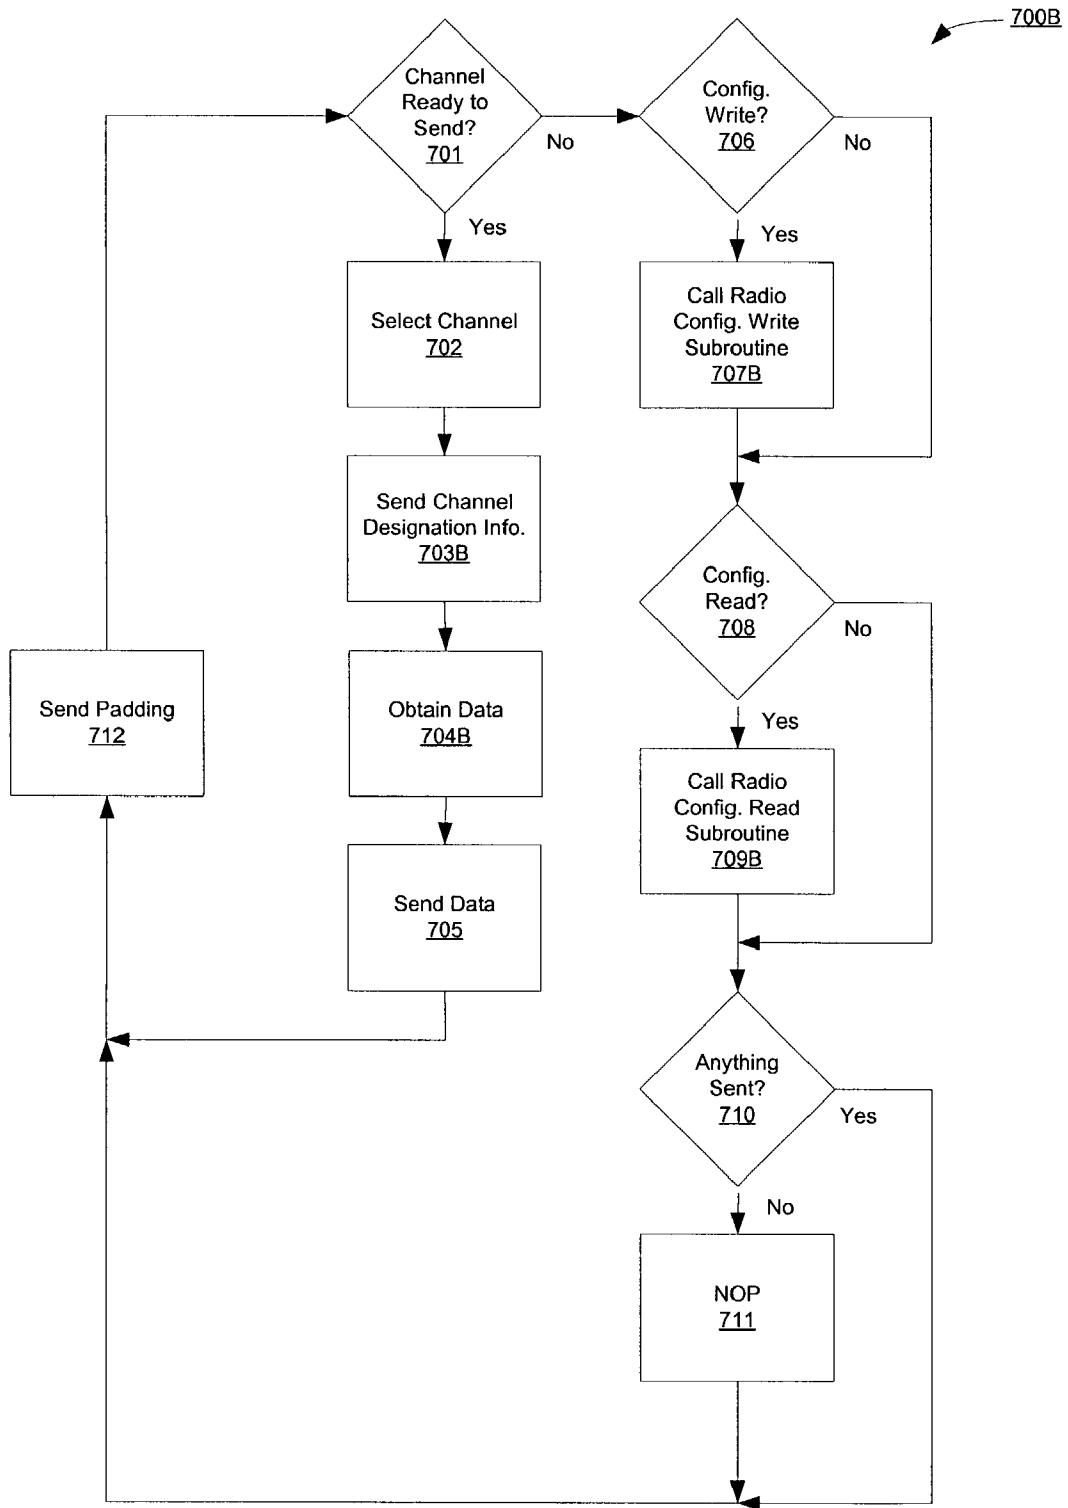 700B
Channel
Ready to
Send?
701
No
Yes
Config.
Write?
706
No
Yes
Select Channel
702
Call Radio
Config. Write
Subroutine
707B
Send Channel
Designation Info.
703B
Config.
Read?
708
No
Yes
Send Padding
712
Obtain Data
704B
Call Radio
Config. Read
Subroutine
709B
Send Data
705
Anything
Sent?
710
Yes
No
NOP
711